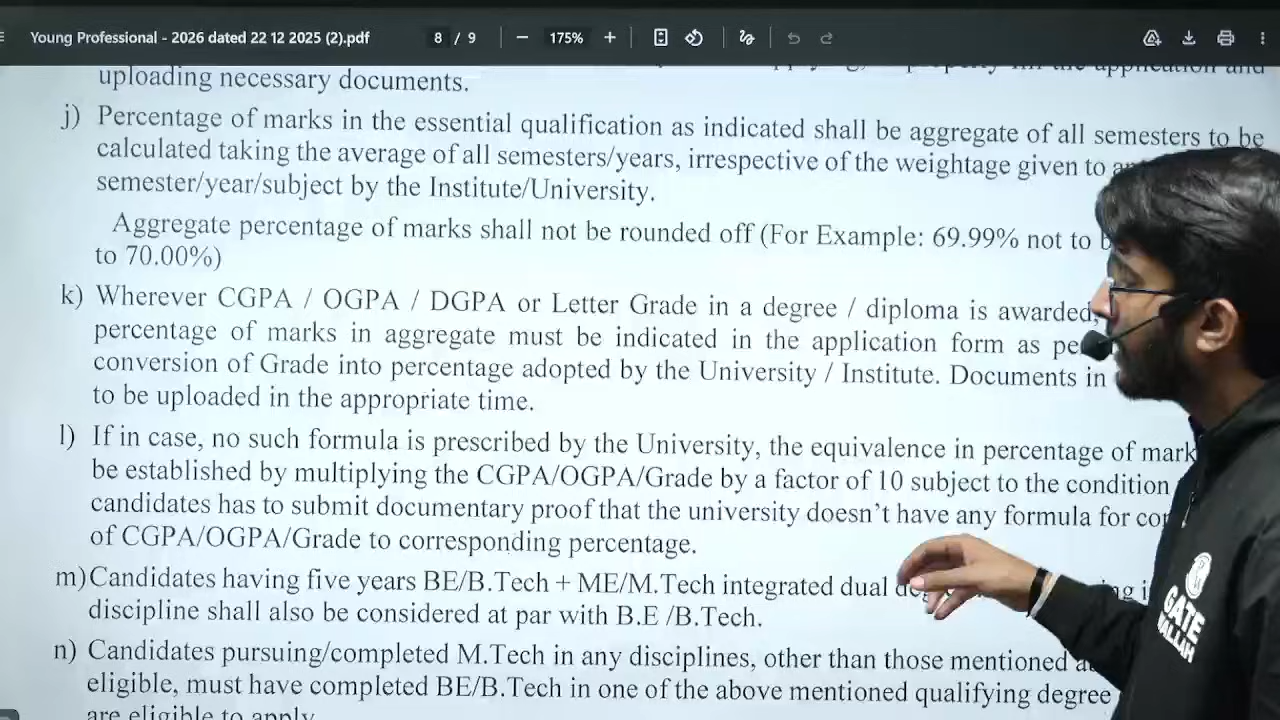 Young Professional - 2026 dated 22 12 2025 (2).pdf
8 / 9
175%
uploading necessary documents.
j) Percentage of marks in the essential qualification as indicated shall be aggregate of all semesters to be
calculated taking the average of all semesters/years, irrespective of the weightage given to
semester/year/subject by the Institute/University.
Aggregate percentage of marks shall not be rounded off (For Example: 69.99% not to
to 70.00%)
k) Wherever CGPA / OGPA / DGPA or Letter Grade in a degree / diploma is awarded,
percentage of marks in aggregate must be indicated in the application form as
conversion of Grade into percentage adopted by the University / Institute. Documents in
to be uploaded in the appropriate time.
l) If in case, no such formula is prescribed by the University, the equivalence in percentage of
be established by multiplying the CGPA/OGPA/Grade by a factor of 10 subject to the condition
candidates has to submit documentary proof that the university doesn't have any formula for
of CGPA/OGPA/Grade to corresponding percentage.
m) Candidates having five years BE/B.Tech + ME/M.Tech integrated dual
discipline shall also be considered at par with B.E /B.Tech.
n) Candidates pursuing/completed M.Tech in any disciplines, other than those mentioned
eligible, must have completed BE/B.Tech in one of the above mentioned qualifying degree
are eligible to apply
GATE
WALLAH